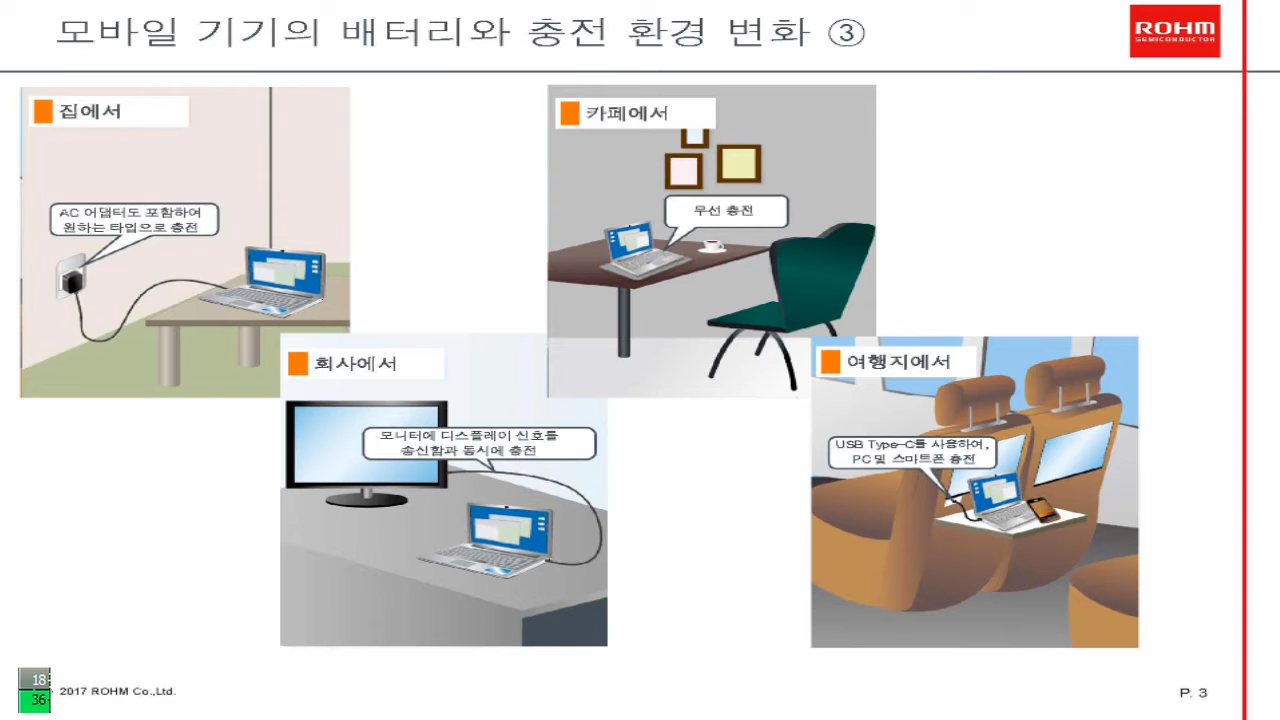 모바일 기기의 배터리와 충전 환경 변화 ③
ROHM
SEMICONDUCTOR
집에서
AC 어댑터도 포함하여
원하는 타입으로 충전
카페에서
무선 충전
회사에서
모니터에 디스플레이 신호를
송신함과 동시에 충전
여행지에서
USB Type-C를 사용하여,
PC 및 스마트폰 충전
18
36
2017 ROHM Co.,Ltd.
P. 3